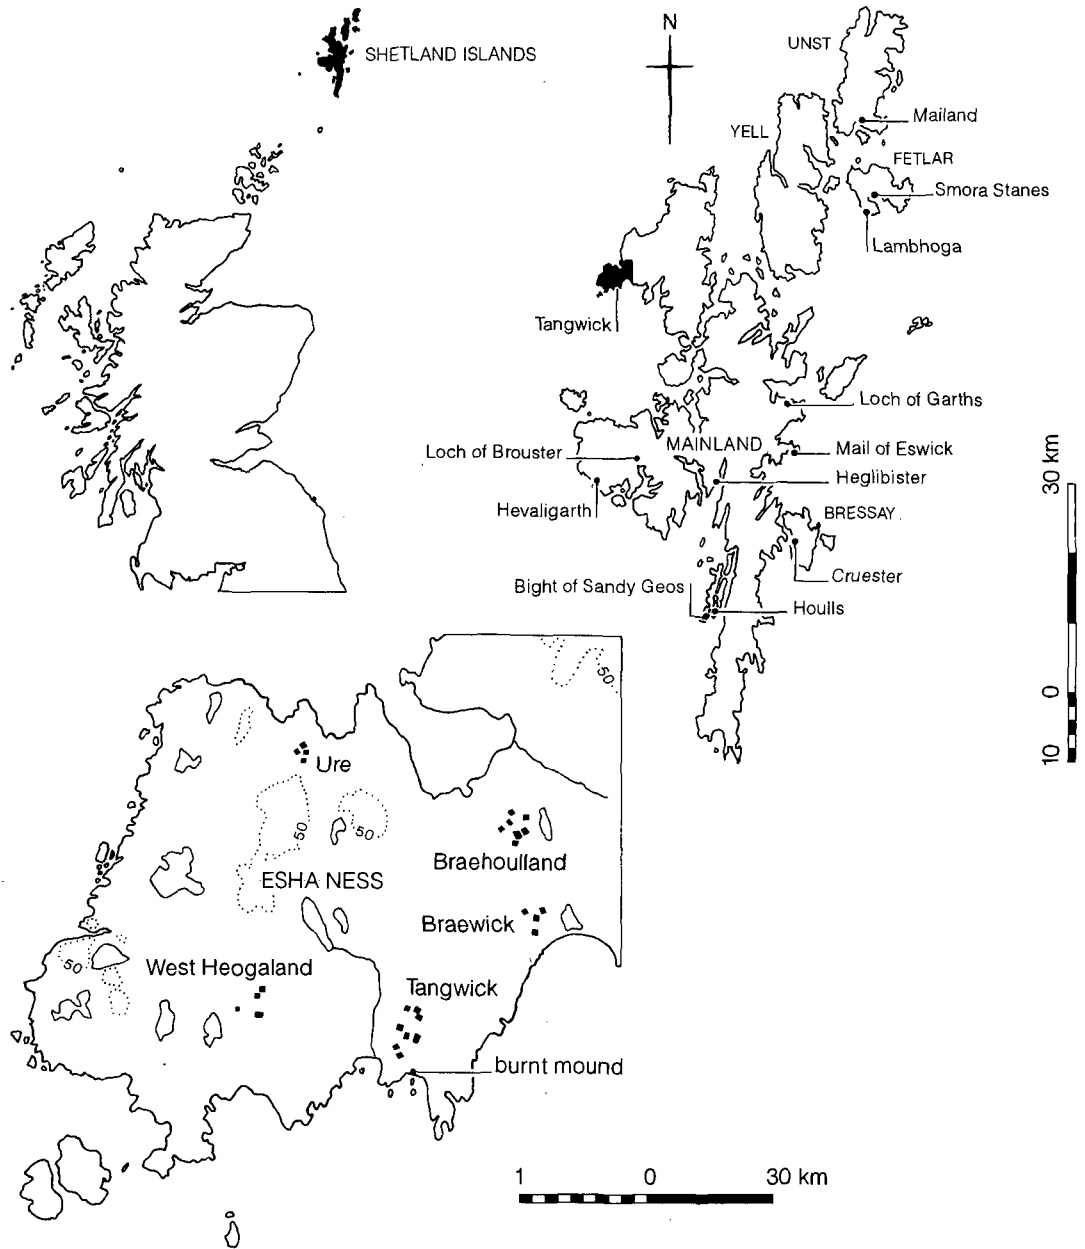 SHETLAND ISLANDS
N
UNST
Mailand
YELL
FETLAR
Smora Stanes
Lambhoga
Tangwick
Loch of Garths
MAINLAND
Loch of Brouster
Mail of Eswick
Heglibister
Hevaligarth
BRESSAY
Cruester
Bight of Sandy Geos
Houlls
30 km
0
10
50
Ure
50
50
Braehoulland
ESHA NESS
Braewick
50
West Heogaland
Tangwick
burnt mound
1 0 30 km